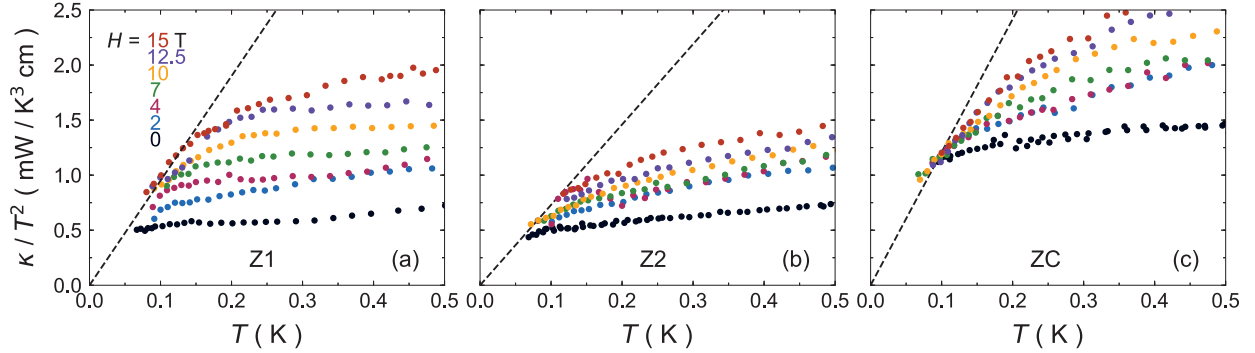 κ / T² ( mW / K³ cm )
2.5
2.0
1.5
1.0
0.5
0.0
H = 15 T
12.5
10
7
4
2
0
Z1
(a)
0.0 0.1 0.2 0.3 0.4 0.5
T ( K )
Z2
(b)
0.0 0.1 0.2 0.3 0.4 0.5
T ( K )
ZC
(c)
0.0 0.1 0.2 0.3 0.4 0.5
T ( K )